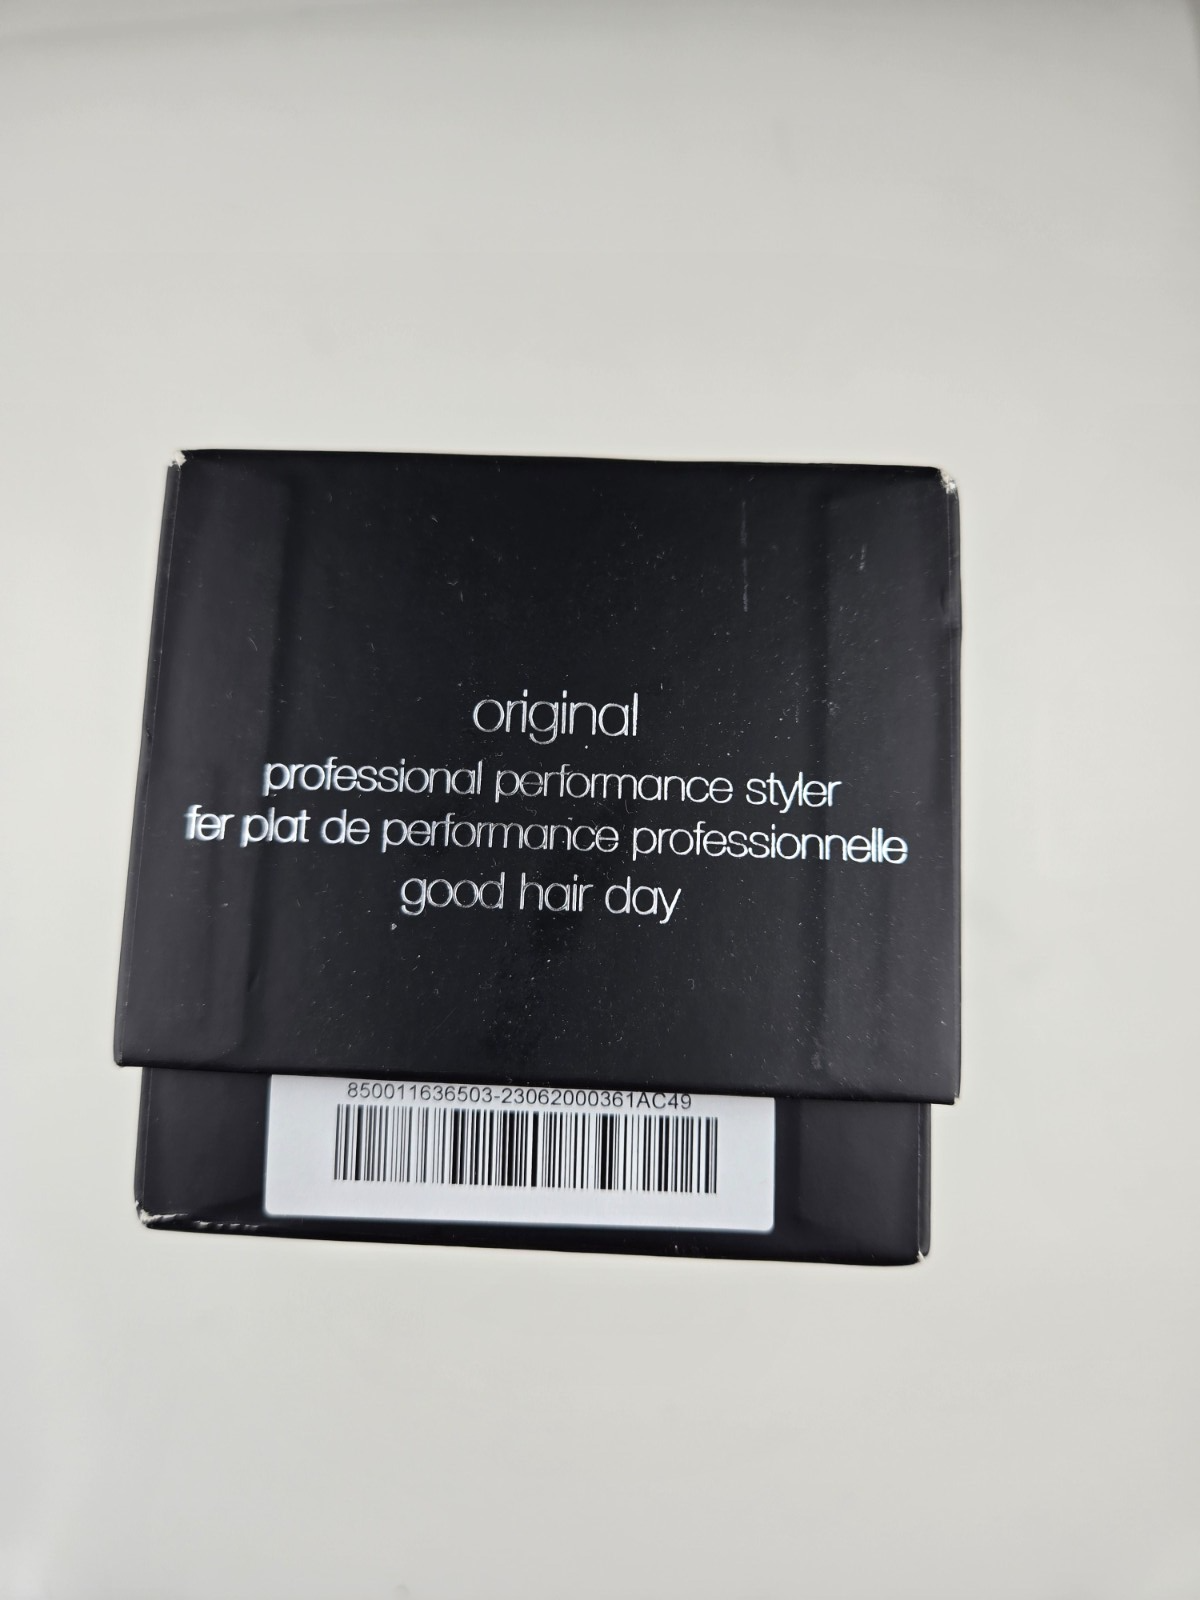 original
professional performance styler
fer plat de performance professionnelle
good hair day
850011636503-23062000361AC49